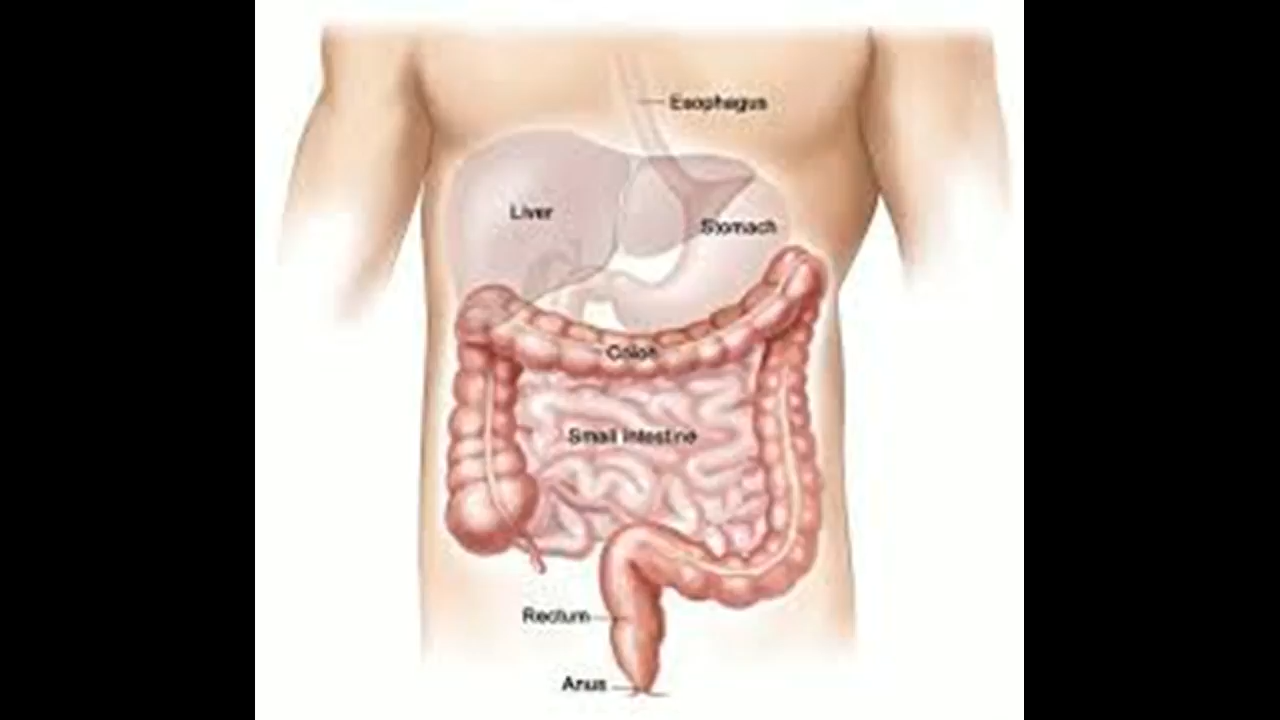 Esophagus
Liver
Stomach
Colon
Small Intestine
Rectum
Anus